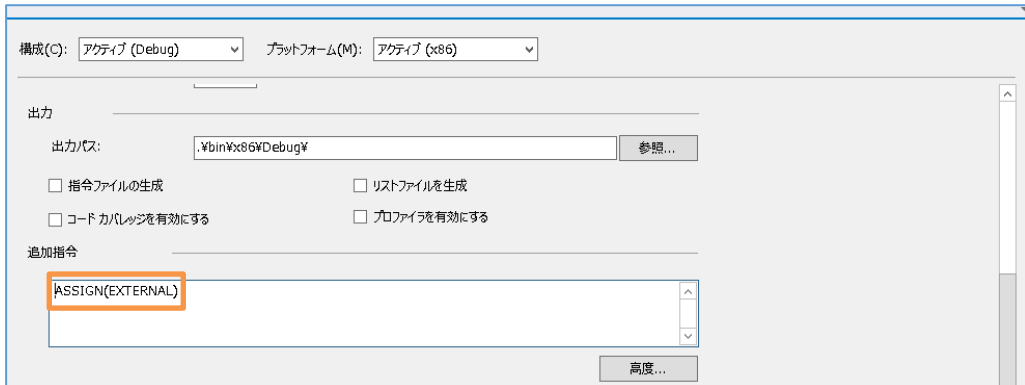 構成(C): アクティブ (Debug) プラットフォーム(M): アクティブ (x86)
出力
出力パス: .¥bin¥x86¥Debug¥ 参照...
指令ファイルの生成 リストファイルを生成
コード カバレッジを有効にする プロファイラを有効にする
追加指令
ASSIGN(EXTERNAL)
高度...